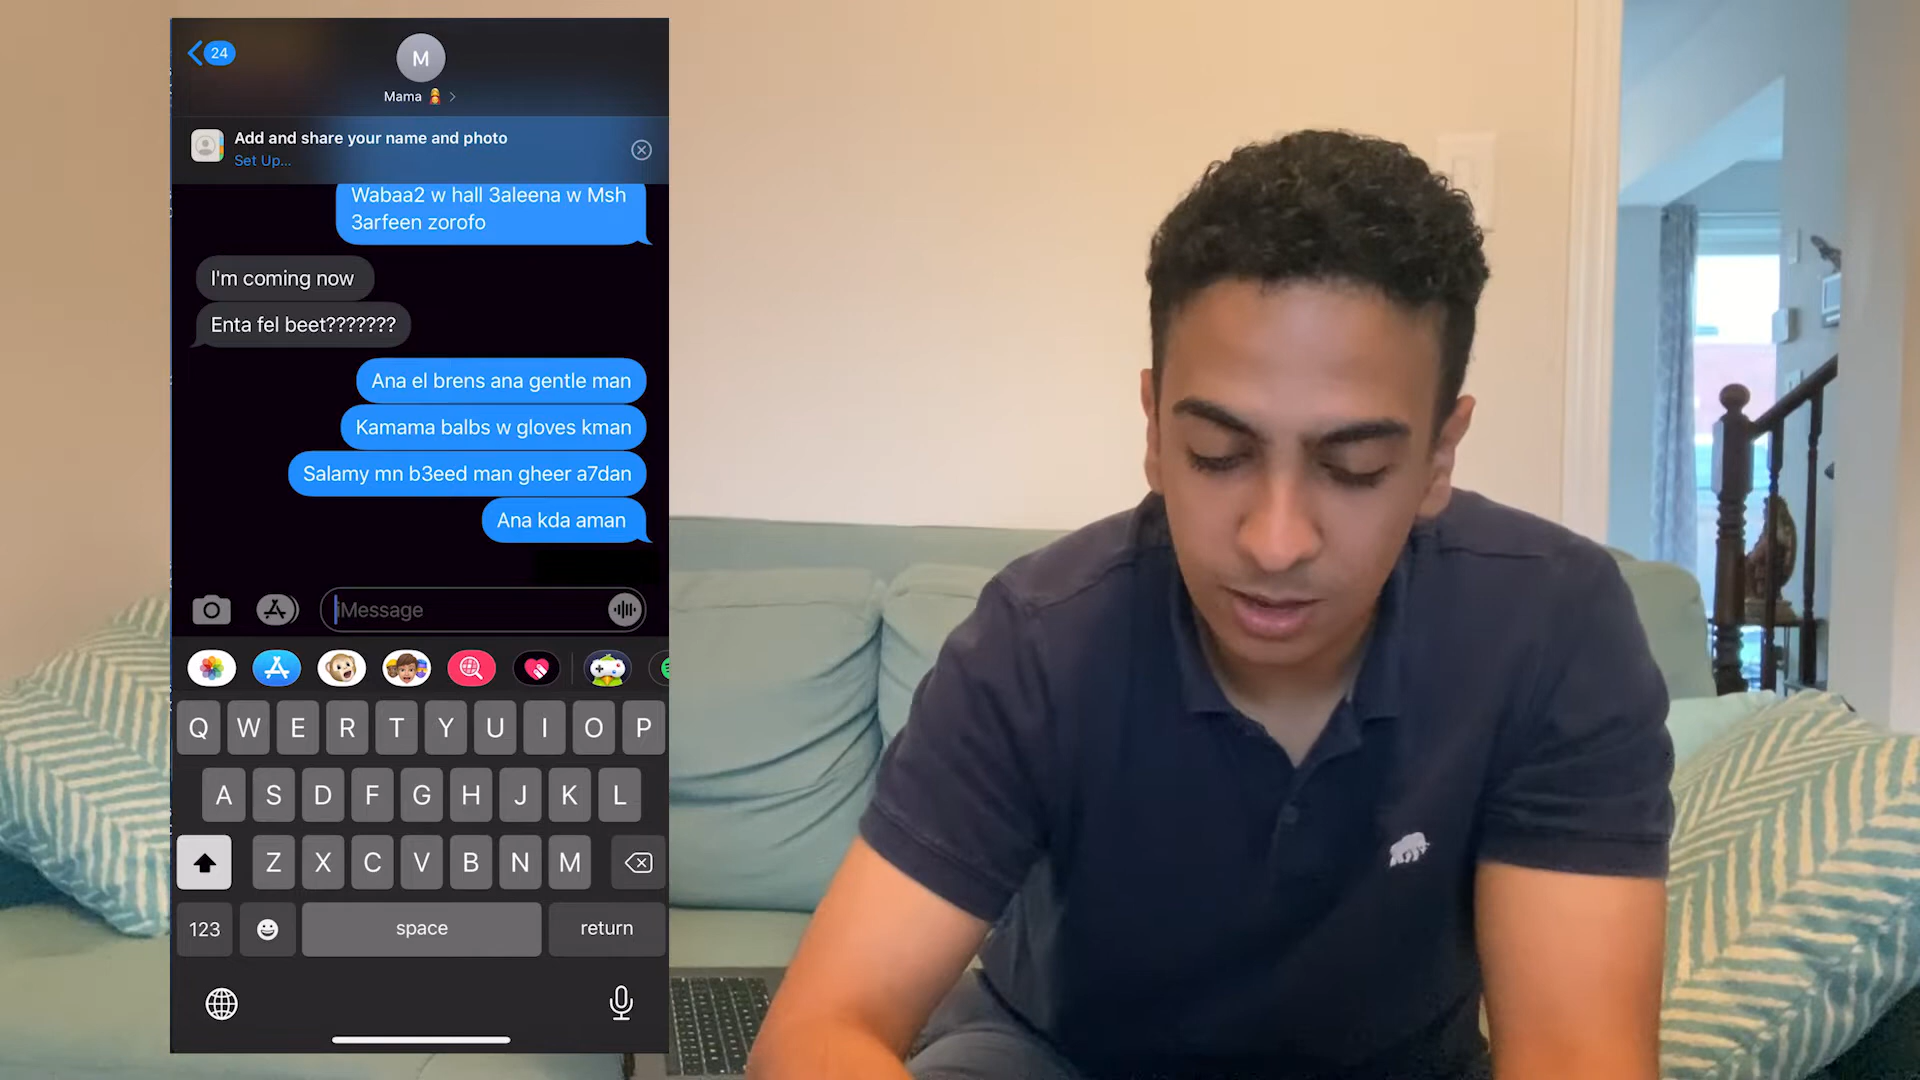 24
M
Mama
Add and share your name and photo
Set Up...
Wabaa2 w hall 3aleena w Msh
3arfeen zorofo
I'm coming now
Enta fel beet???????
Ana el brens ana gentle man
Kamama balbs w gloves kman
Salamy mn b3eed man gheer a7dan
Ana kda aman
iMessage
Q W E R T Y U I O P
A S D F G H J K L
Z X C V B N M
123 space return